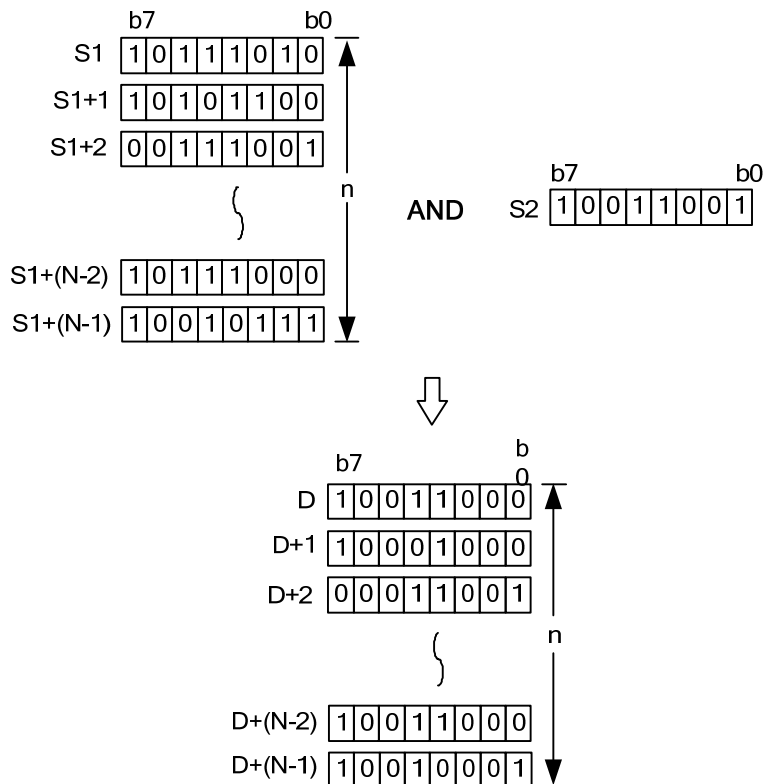 b7 b0
S1 1 0 1 1 1 0 1 0
S1+1 1 0 1 0 1 1 0 0
S1+2 0 0 1 1 1 0 0 1
n
AND
b7 b0
S2 1 0 0 1 1 0 0 1
S1+(N-2) 1 0 1 1 1 0 0 0
S1+(N-1) 1 0 0 1 0 1 1 1
b7 b
0
D 1 0 0 1 1 0 0 0
D+1 1 0 0 0 1 0 0 0
D+2 0 0 0 1 1 0 0 1
n
D+(N-2) 1 0 0 1 1 0 0 0
D+(N-1) 1 0 0 1 0 0 0 1